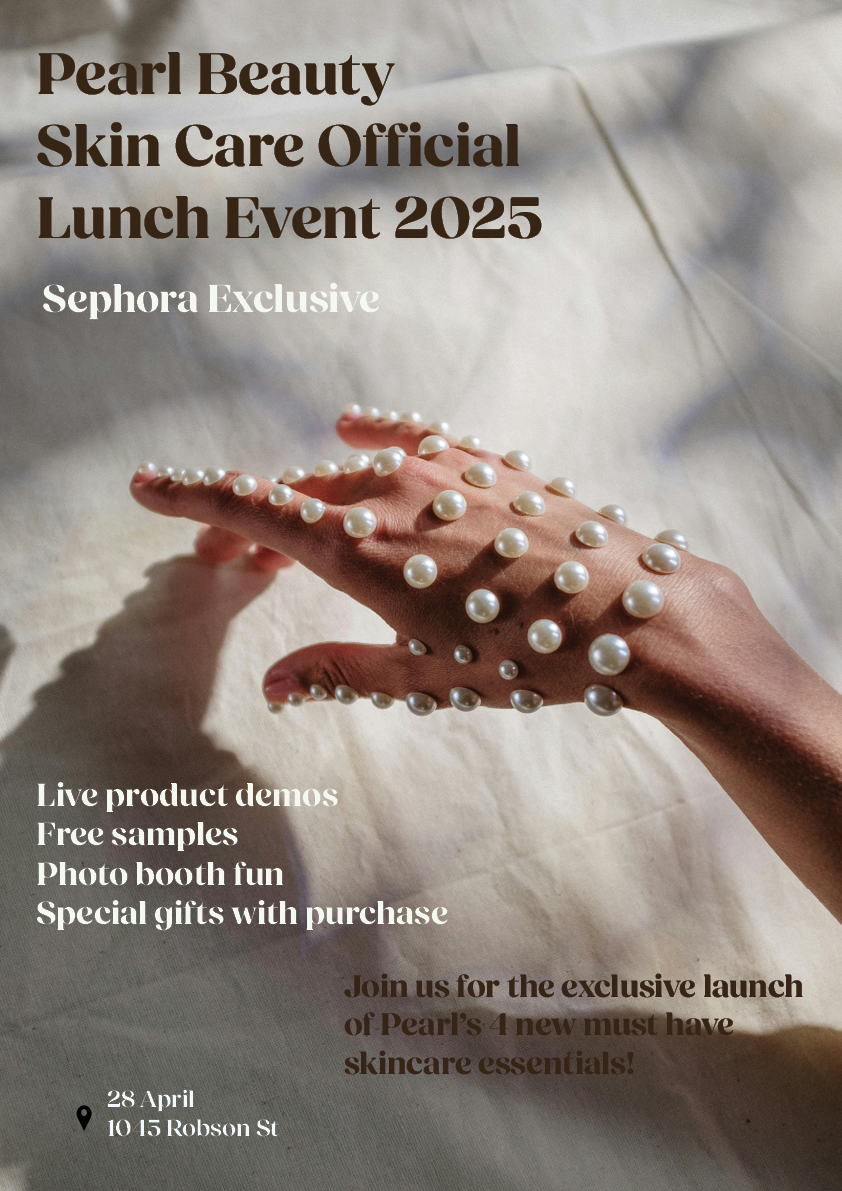 Pearl Beauty
Skin Care Official
Lunch Event 2025
Sephora Exclusive
Live product demos
Free samples
Photo booth fun
Special gifts with purchase
Join us for the exclusive launch
of Pearl's 4 new must have
skincare essentials!
28 April
1045 Robson St